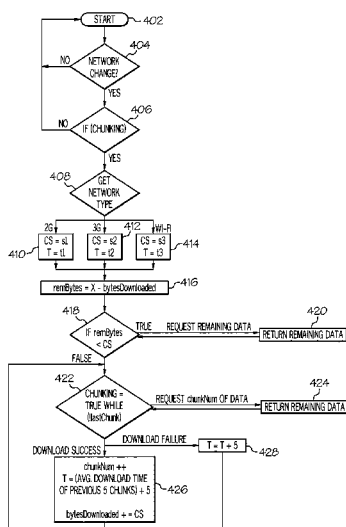 START
402
404
NO
NETWORK
CHANGE?
YES
406
NO
IF (CHUNKING)
YES
408
GET
NETWORK
TYPE
2G
3G
412
WI-FI
CS = s1
T = t1
CS = s2
T = t2
CS = s3
T = t3
410
414
remBytes = X - bytesDownloaded
416
418
IF remBytes
< CS
TRUE
REQUEST REMAINING DATA
420
RETURN REMAINING DATA
FALSE
422
CHUNKING =
TRUE WHILE
(!lastChunk)
REQUEST chunkNum OF DATA
424
RETURN REMAINING DATA
DOWNLOAD SUCCESS
DOWNLOAD FAILURE
T = T + 5
428
chunkNum ++
T = (AVG. DOWNLOAD TIME
OF PREVIOUS 5 CHUNKS) + 5
426
bytesDownloaded + = CS